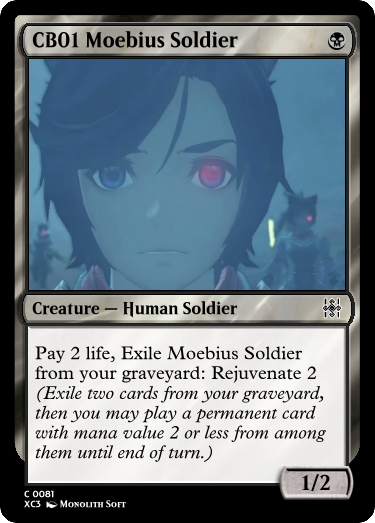 CB01 Moebius Soldier
Creature — Human Soldier
Pay 2 life, Exile Moebius Soldier
from your graveyard: Rejuvenate 2
(Exile two cards from your graveyard,
then you may play a permanent card
with mana value 2 or less from among
them until end of turn.)
1/2
C 0081
XC3 Monolith Soft